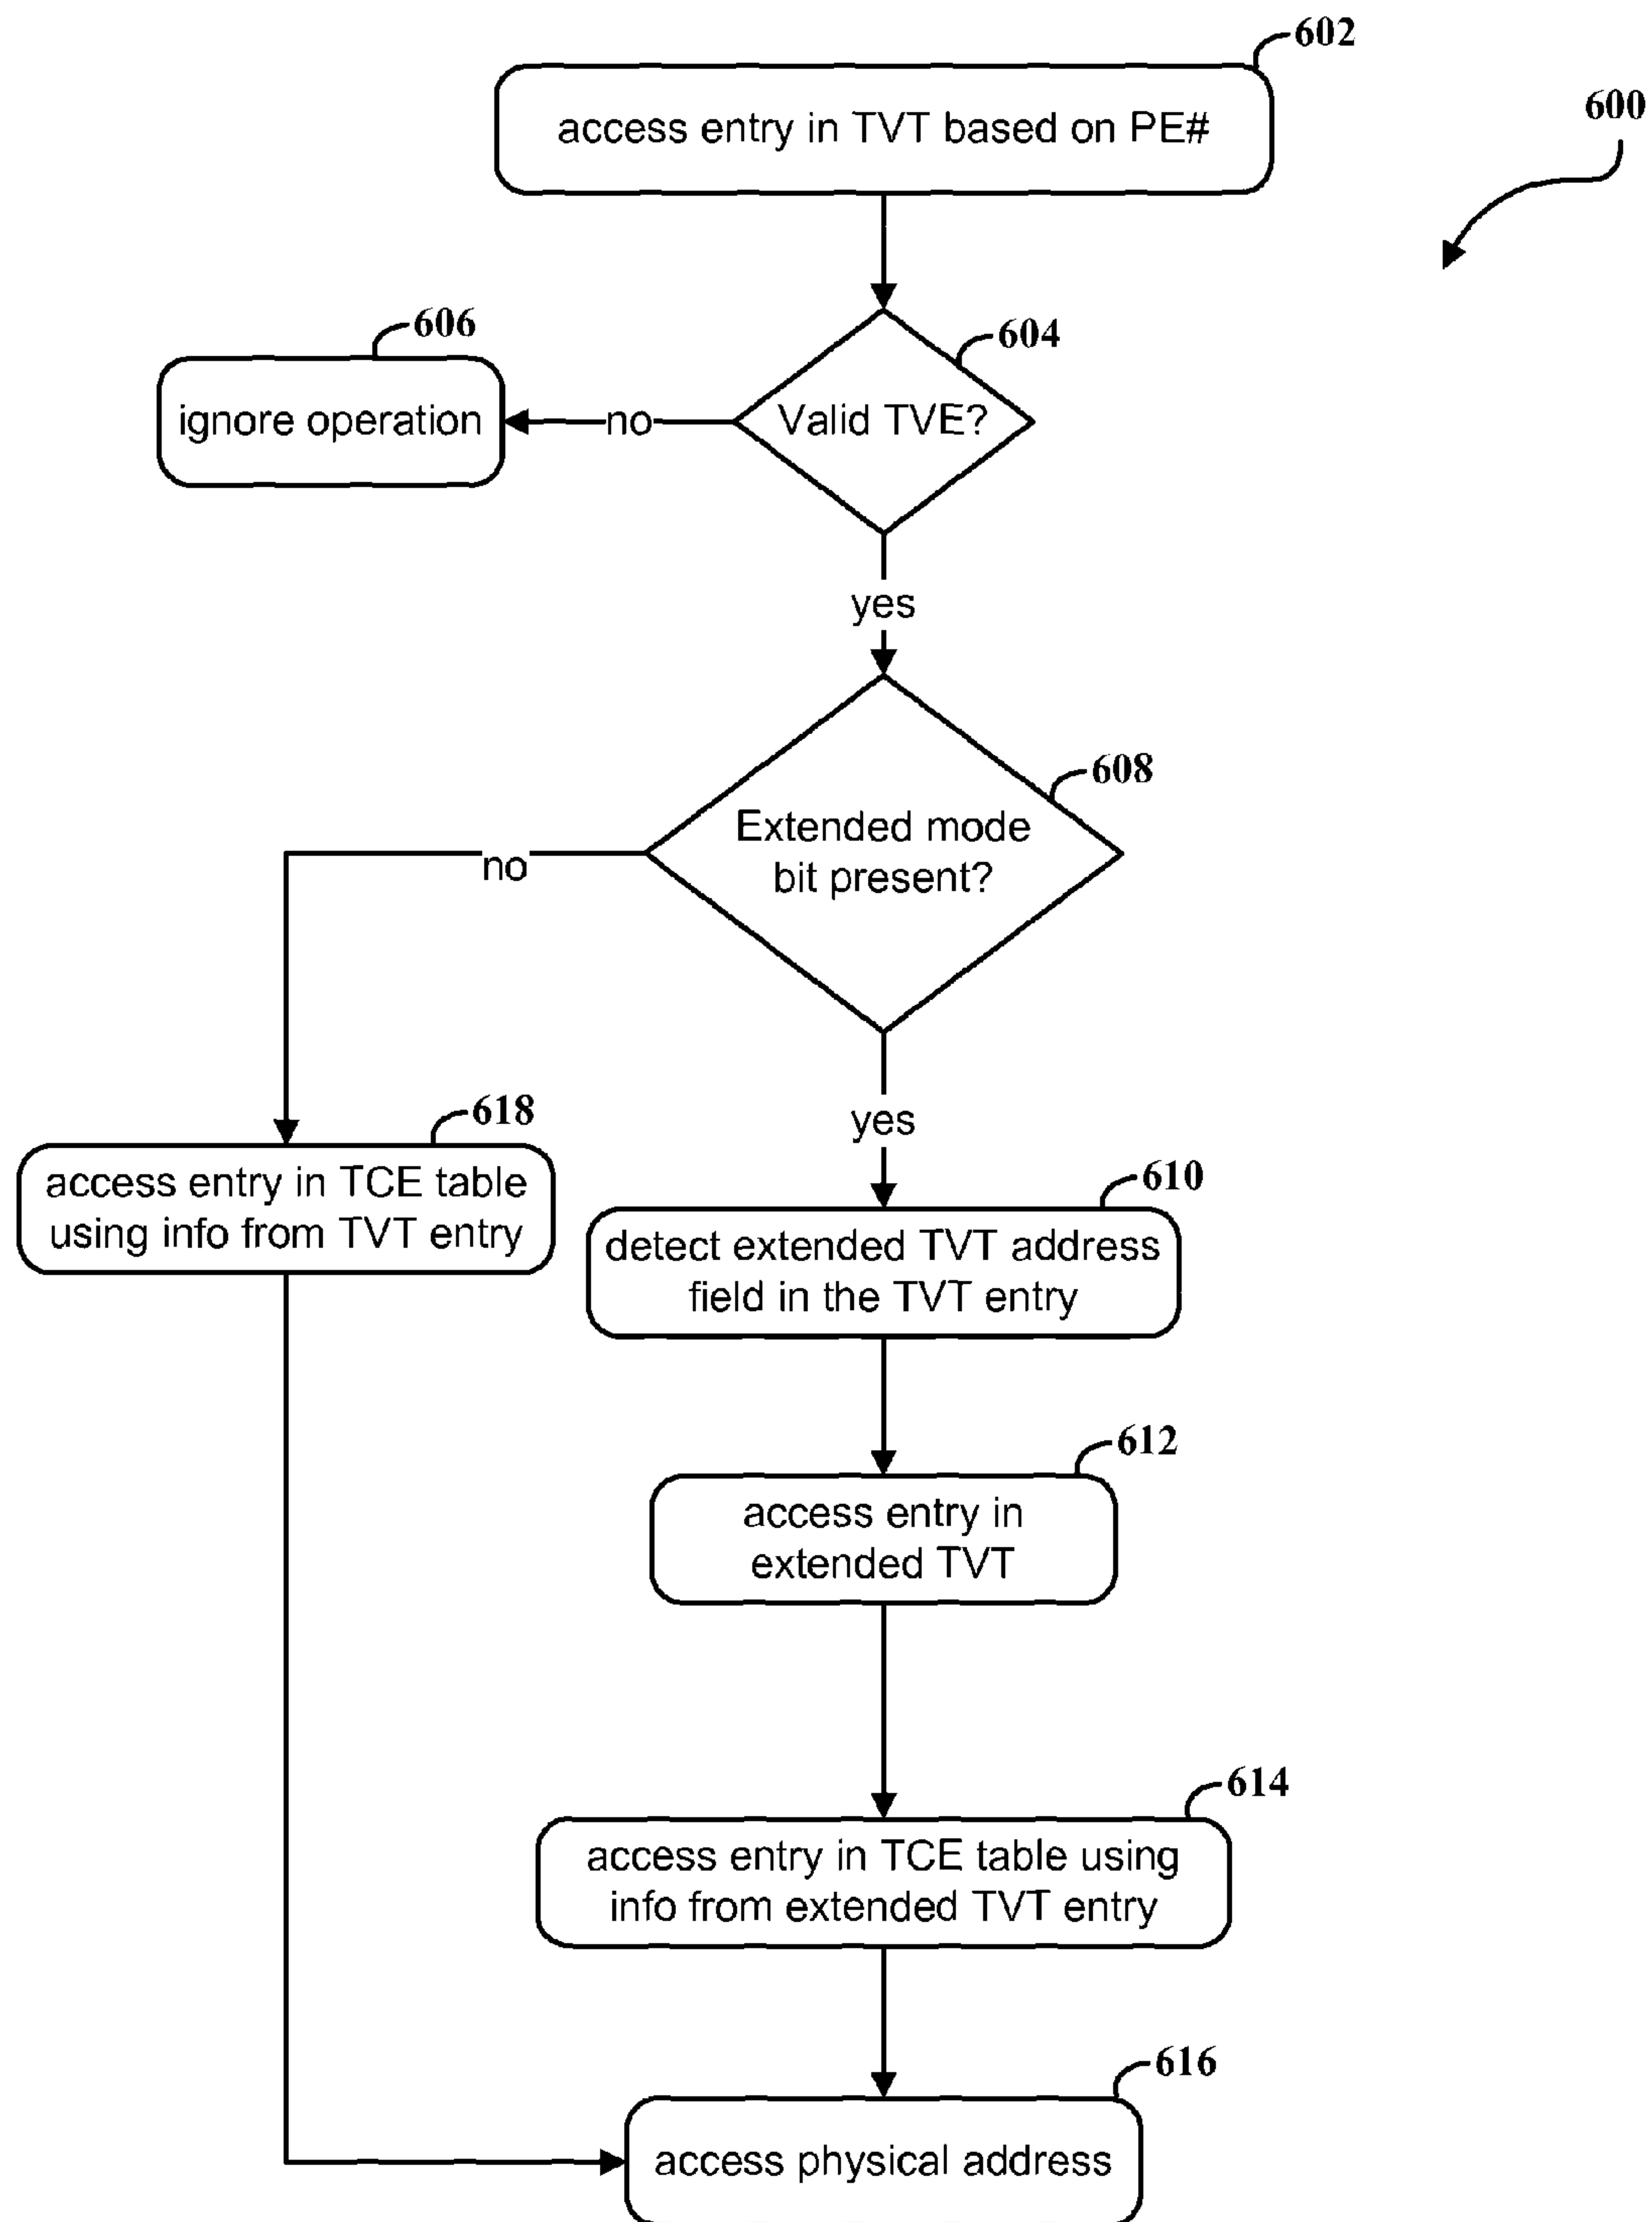 602
access entry in TVT based on PE#
600
604
Valid TVE?
606
ignore operation
no
yes
608
Extended mode
bit present?
no
yes
618
access entry in TCE table
using info from TVT entry
610
detect extended TVT address
field in the TVT entry
612
access entry in
extended TVT
614
access entry in TCE table using
info from extended TVT entry
616
access physical address